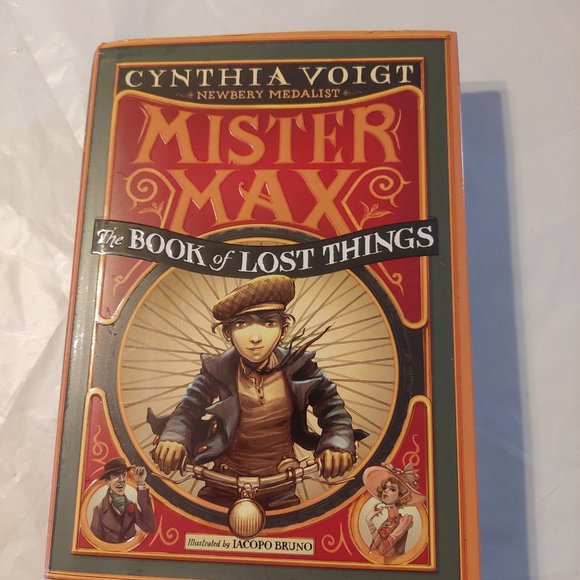 CYNTHIA VOIGT
NEWBERY MEDALIST
MISTER
MAX
The BOOK of LOST THINGS
Illustrated by IACOPO BRUNO